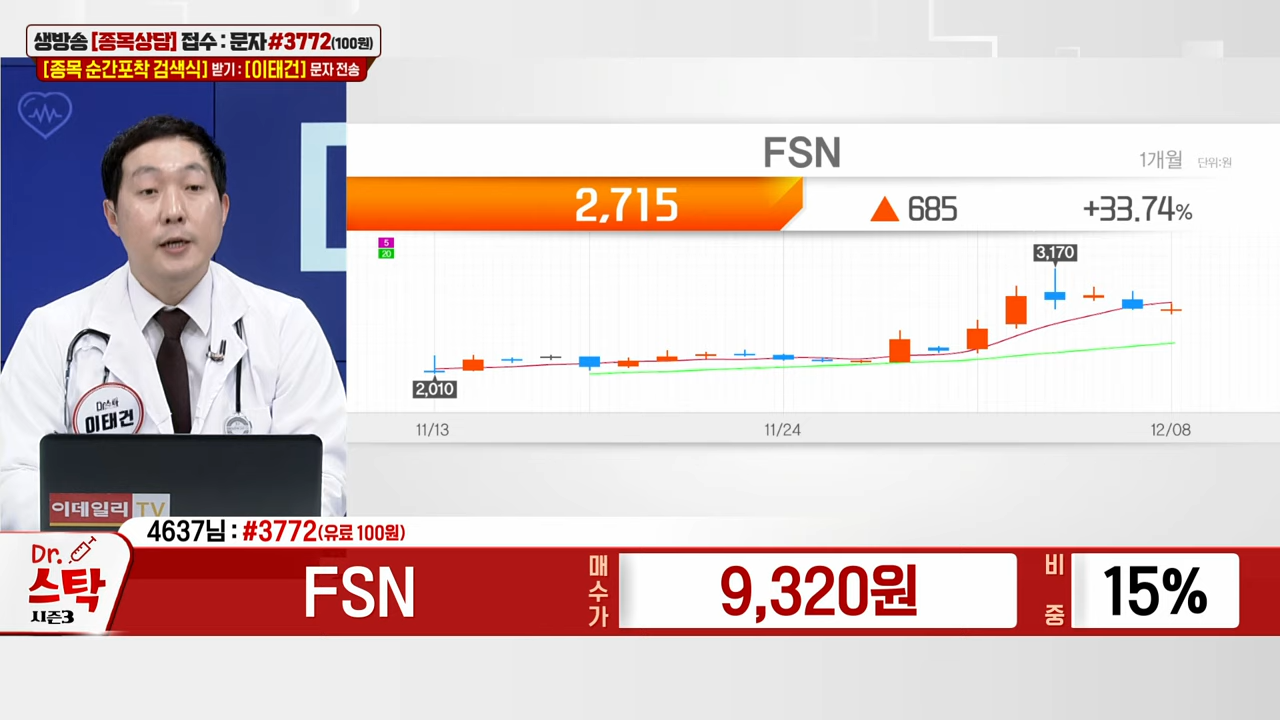 생방송 [종목상담] 접수 : 문자#3772(100원)
[종목 순간포착 검색식] 받기 : [이태건] 문자 전송
FSN
1개월 단위:원
2,715 ▲ 685 +33.74%
5
20
3,170
2,010
11/13 11/24 12/08
Dr.스탁
이태건
이데일리 TV
4637님 : #3772(유료 100원)
Dr.
스탁
시즌3
FSN 매수가 9,320원 비중 15%